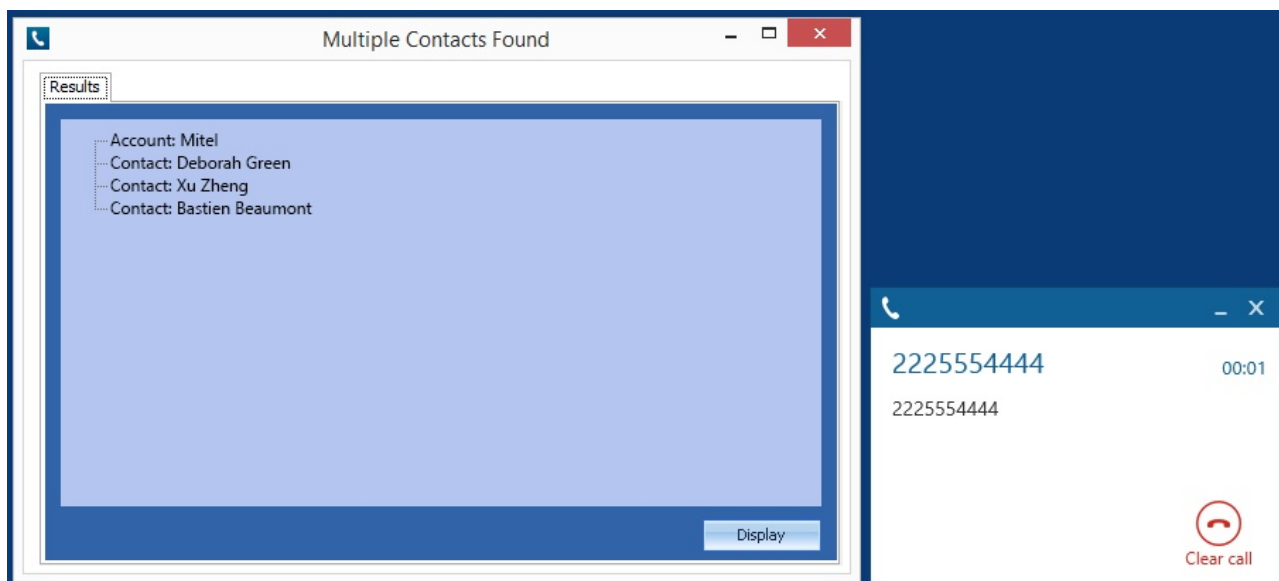 Multiple Contacts Found
Results
Account: Mitel
Contact: Deborah Green
Contact: Xu Zheng
Contact: Bastien Beaumont
Display
2225554444 00:01
2225554444
Clear call